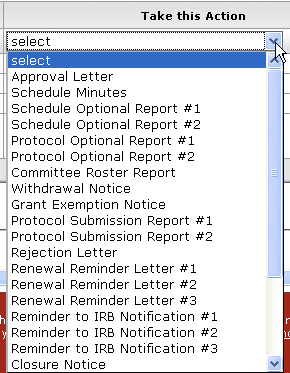 Take this Action
select
select
Approval Letter
Schedule Minutes
Schedule Optional Report #1
Schedule Optional Report #2
Protocol Optional Report #1
Protocol Optional Report #2
Committee Roster Report
Withdrawal Notice
Grant Exemption Notice
Protocol Submission Report #1
Protocol Submission Report #2
Rejection Letter
Renewal Reminder Letter #1
Renewal Reminder Letter #2
Renewal Reminder Letter #3
Reminder to IRB Notification #1
Reminder to IRB Notification #2
Reminder to IRB Notification #3
Closure Notice